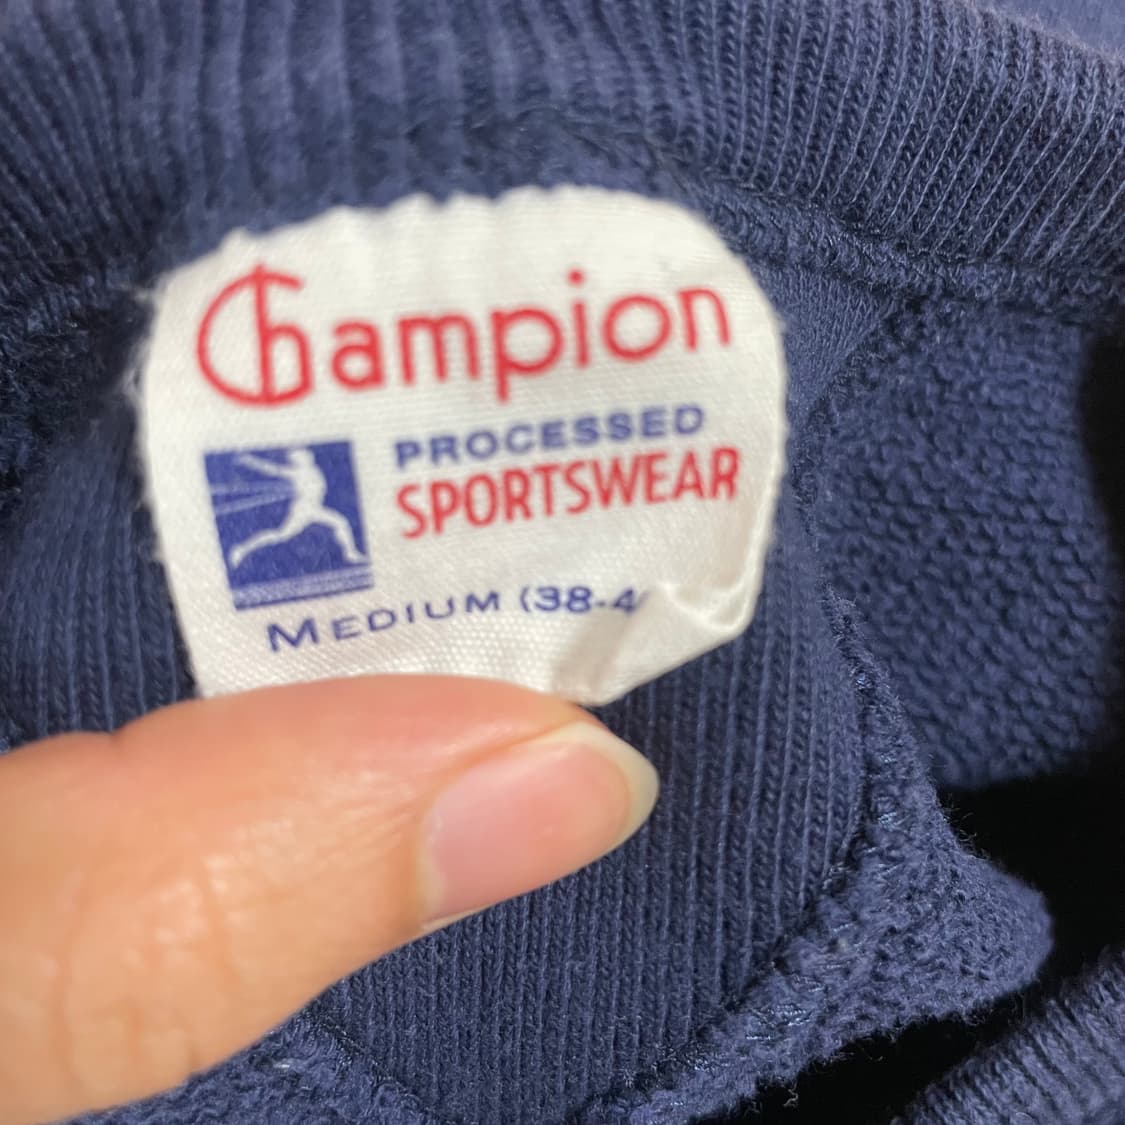 Champion
PROCESSED
SPORTSWEAR
MEDIUM (38-4